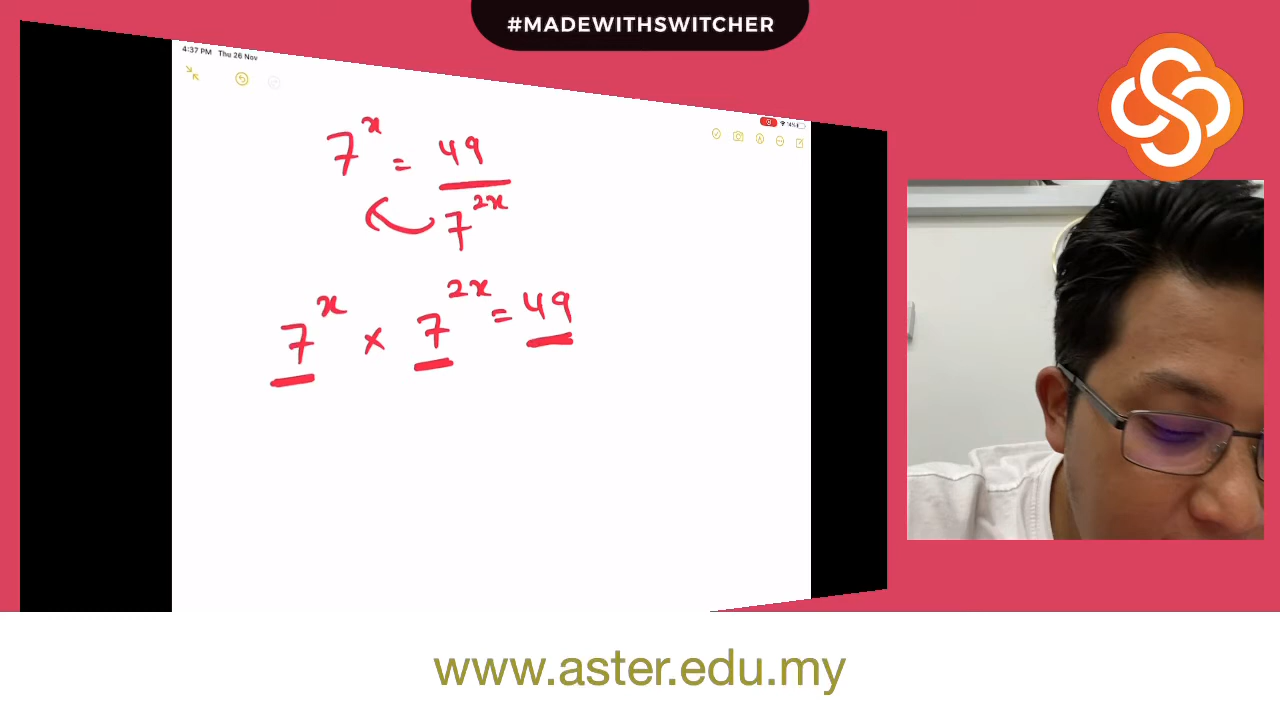 #MADEWITHSWITCHER
4:37 PM Thu 26 Nov
14%
7^x = 49 / 7^2x
7^x × 7^2x = 49
www.aster.edu.my